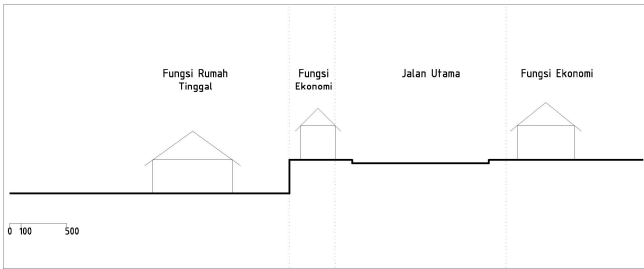 Fungsi Rumah
Tinggal
Fungsi
Ekonomi
Jalan Utama
Fungsi Ekonomi
0 100 500